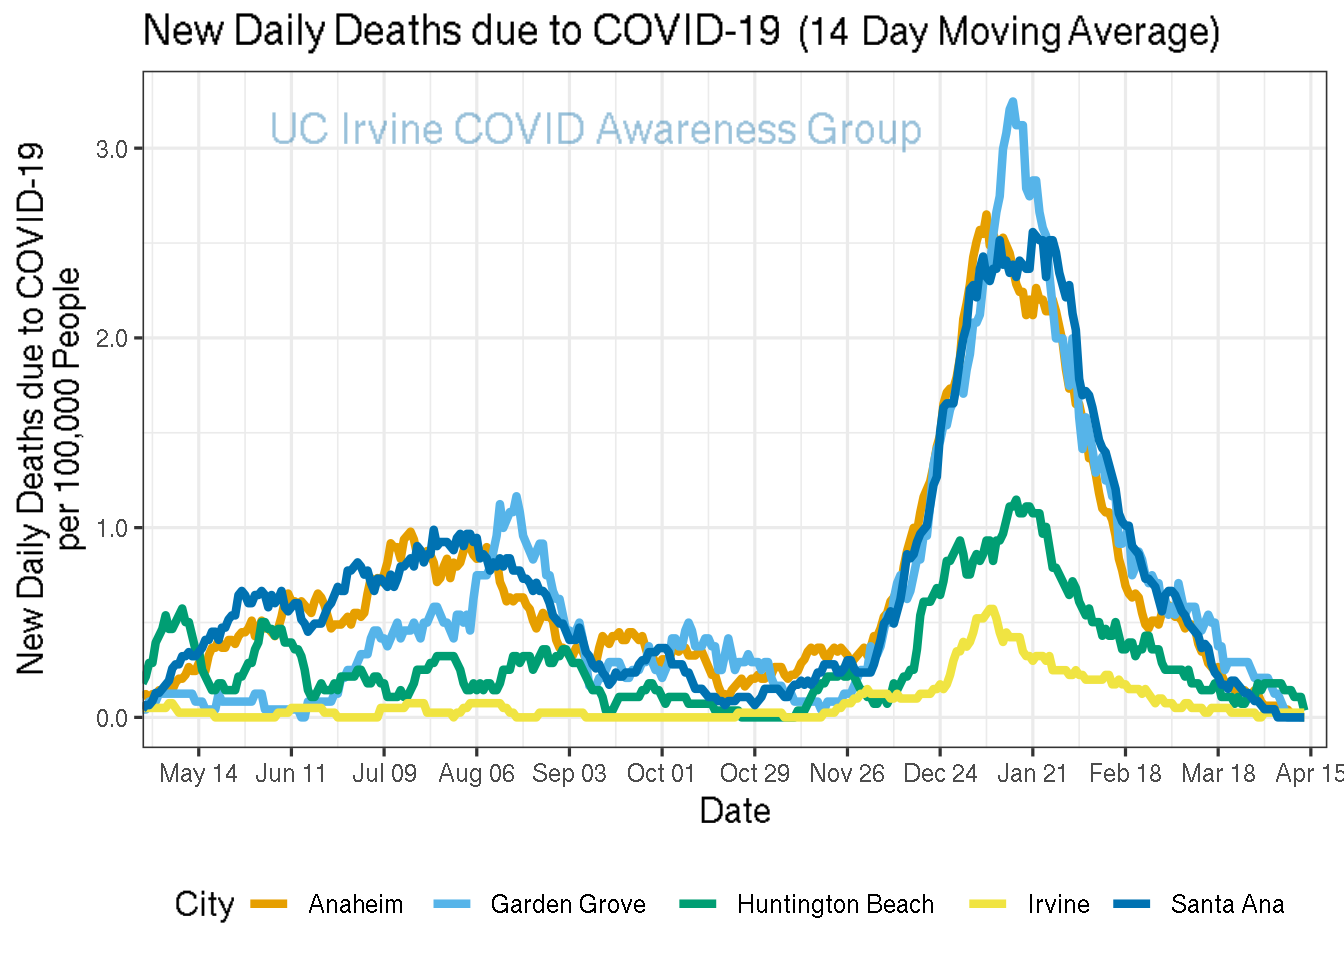 New Daily Deaths due to COVID-19 (14 Day Moving Average)
UC Irvine COVID Awareness Group
New Daily Deaths due to COVID-19
per 100,000 People
3.0
2.0
1.0
0.0
May 14 Jun 11 Jul 09 Aug 06 Sep 03 Oct 01 Oct 29 Nov 26 Dec 24 Jan 21 Feb 18 Mar 18 Apr 15
Date
City Anaheim Garden Grove Huntington Beach Irvine Santa Ana